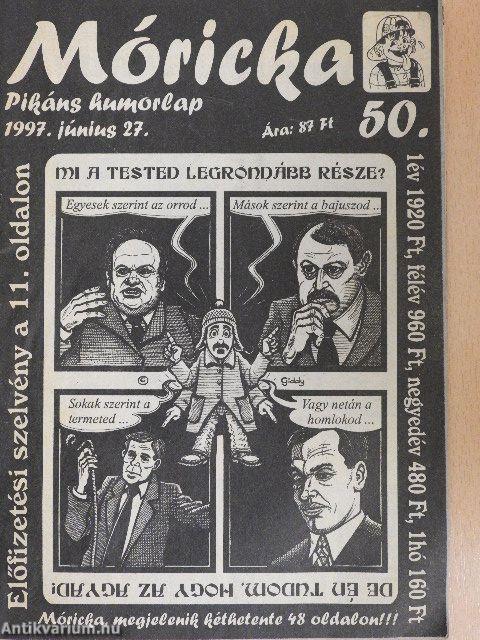 Móricka
Pikáns humorlap
1997. június 27.
Ára: 87 Ft
50.
Előfizetési szelvény a 11. oldalon
1év 1920 Ft, félév 960 Ft, negyedév 480 Ft, 1hó 160 Ft
MI A TESTED LEGRONDÁBB RÉSZE?
Egyesek szerint az orrod ...
Mások szerint a bajuszod ...
©
Giddy
Sokak szerint a
termeted ...
Vagy netán a
homlokod ...
DE ÉN TUDOM, HOGY AZ AGYAD!
Móricka megjelenik kéthetente 48 oldalon!!!
Antikvarium.hu